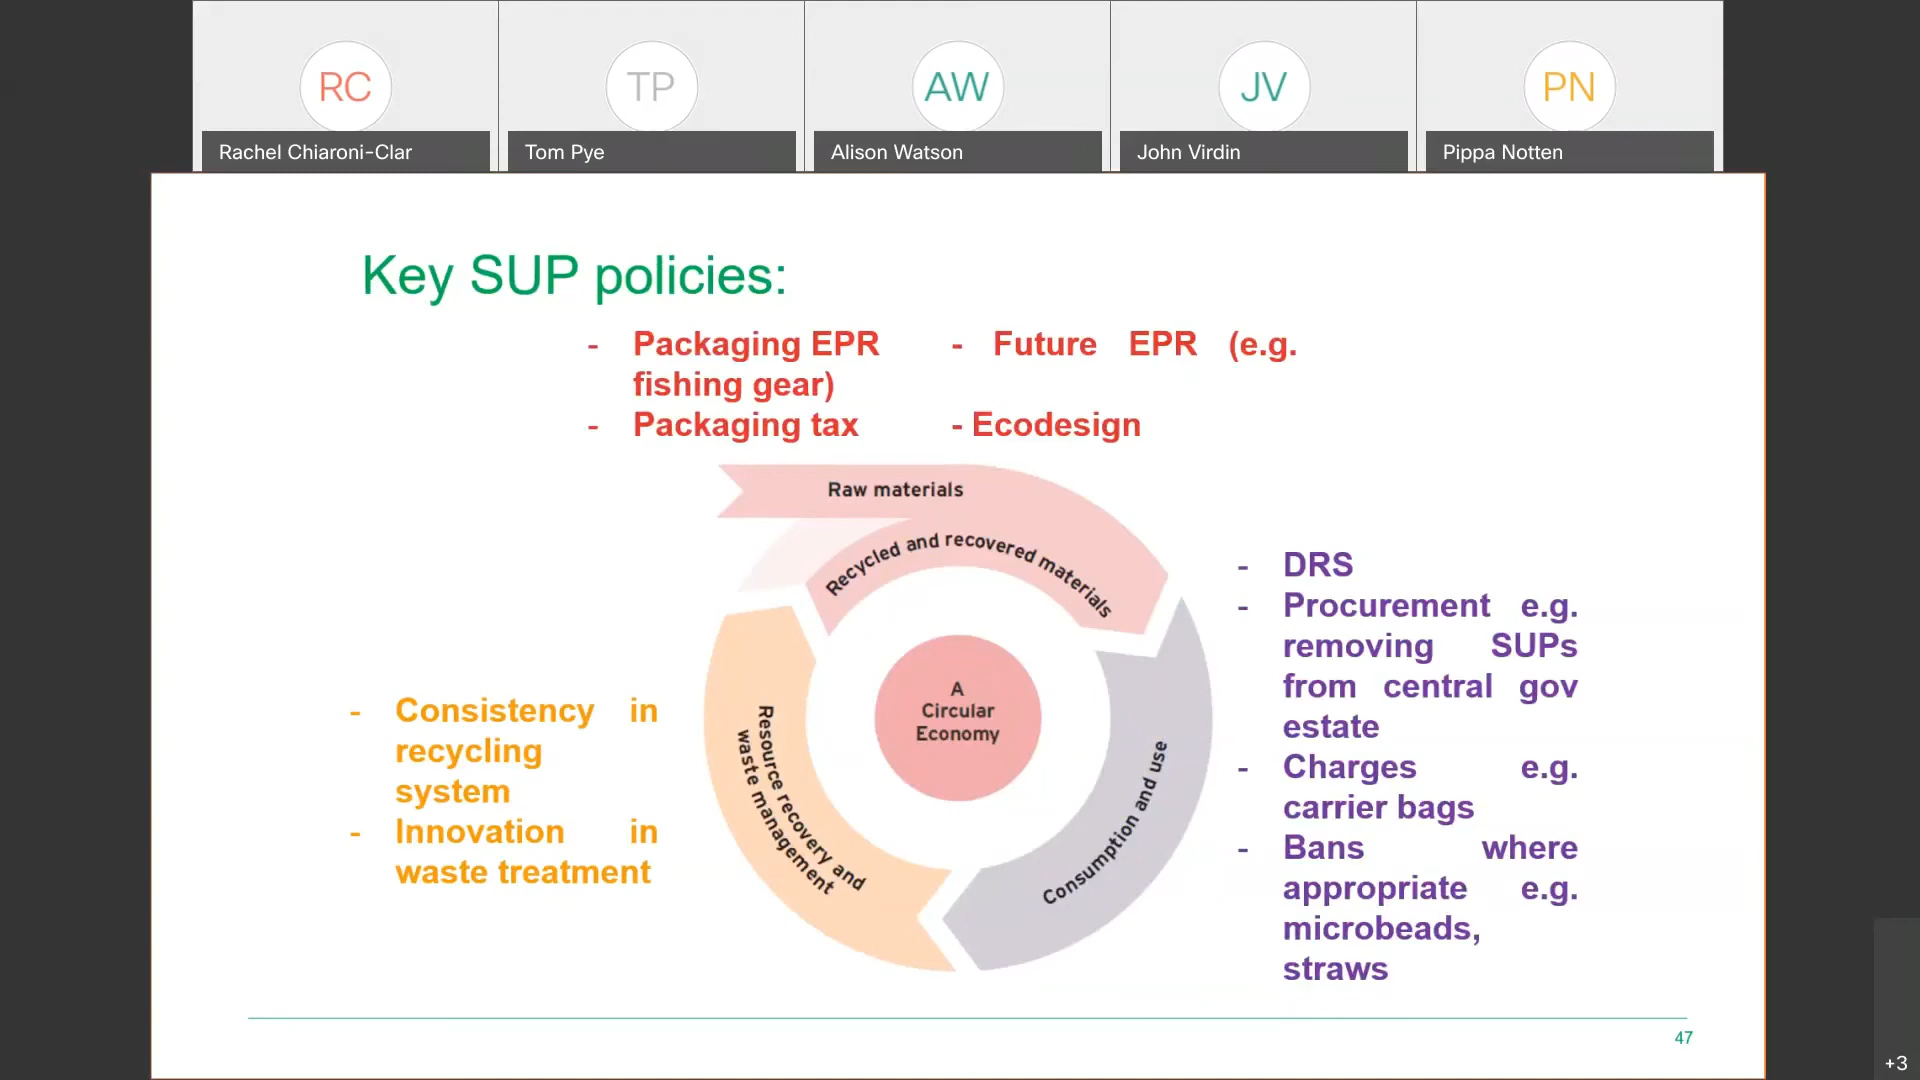 RC
TP
AW
JV
PN
Rachel Chiaroni-Clar
Tom Pye
Alison Watson
John Virdin
Pippa Notten
Key SUP policies:
- Packaging EPR - Future EPR (e.g.
fishing gear)
- Packaging tax - Ecodesign
Raw materials
Recycled and recovered materials
A
Circular
Economy
Consumption and use
Resource recovery and
waste management
- Consistency in
recycling
system
- Innovation in
waste treatment
- DRS
- Procurement e.g.
removing SUPs
from central gov
estate
- Charges e.g.
carrier bags
- Bans where
appropriate e.g.
microbeads,
straws
47
+3